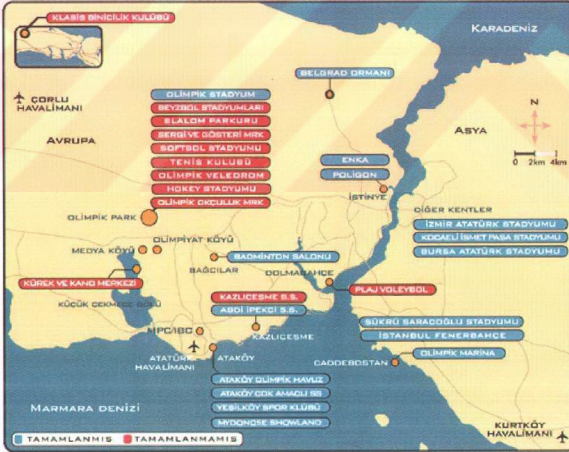 KLASİS BİNİCİLİK KULÜBÜ
KARADENİZ
ÇORLU
HAVALİMANI
AVRUPA
BELGRAD ORMANI
ASYA
N
0 2km 4km
OLİMPİK STADYUM
BEYZBOL STADYUMLARI
SLALOM PARKURU
SERGİ VE GÖSTERİ MRK
SOFTBOL STADYUMU
TENİS KULÜBÜ
OLİMPİK VELEDROM
HOKEY STADYUMU
OLİMPİK OKÇULUK MRK
OLİMPİK PARK
ENKA
POLİGON
İSTİNYE
DİĞER KENTLER
İZMİR ATATÜRK STADYUMU
KOCAELİ İSMET PAŞA STADYUMU
BURSA ATATÜRK STADYUMU
MEDYA KÖYÜ
OLİMPİYAT KÖYÜ
BADMİNTON SALONU
BAĞCILAR
DOLMABAHÇE
KÜREK VE KANO MERKEZİ
KÜÇÜK ÇEKMECE GÖLÜ
PLAJ VOLEYBOL
KAZLIÇEŞME S.S.
ABDİ İPEKÇİ S.S.
KAZLIÇEŞME
MPC/IBC
ATATÜRK
HAVALİMANI
ATAKÖY
ŞÜKRÜ SARACOĞLU STADYUMU
İSTANBUL FENERBAHÇE
OLİMPİK MARİNA
CADDEBOSTAN
ATAKÖY OLİMPİK HAVUZ
ATAKÖY ÇOK AMAÇLI SS
YEŞİLKÖY SPOR KLÜBÜ
MYDONOSE SHOWLAND
MARMARA DENİZİ
KURTKÖY
HAVALİMANI
TAMAMLANMIŞ
TAMAMLANMAMIŞ